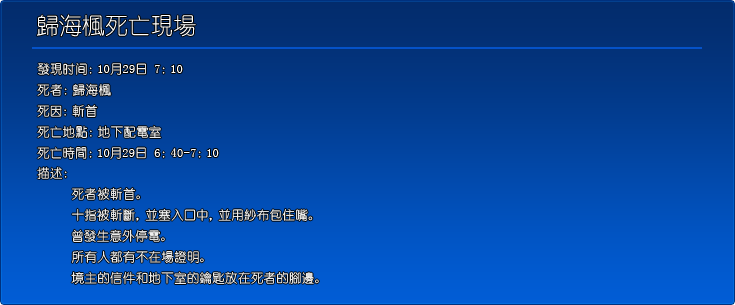 歸海楓死亡現場
發現时间: 10月29日 7: 10
死者: 歸海楓
死因: 斬首
死亡地點: 地下配電室
死亡時間: 10月29日 6: 40-7: 10
描述:
死者被斬首。
十指被斬斷, 並塞入口中, 並用紗布包住嘴。
曾發生意外停電。
所有人都有不在場證明。
境主的信件和地下室的鑰匙放在死者的腳邊。